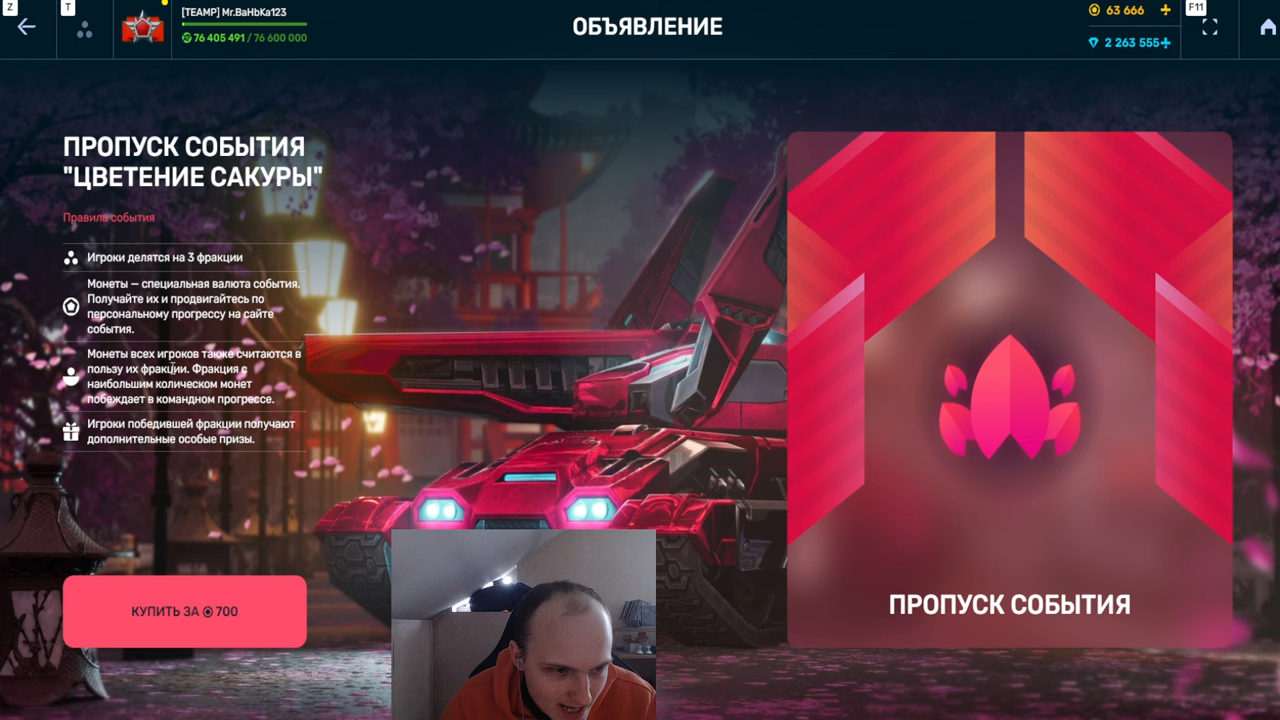 Z
T
[TEAMP] Mr.BaHbKa123
76 405 491 / 76 600 000
ОБЪЯВЛЕНИЕ
63 666
2 263 555
F11
ПРОПУСК СОБЫТИЯ
"ЦВЕТЕНИЕ САКУРЫ"
Правила события
Игроки делятся на 3 фракции
Монеты — специальная валюта события.
Получайте их и продвигайтесь по
персональному прогрессу на сайте
события.
Монеты всех игроков также считаются в
пользу их фракции. Фракция с
наибольшим количеством монет
побеждает в командном прогрессе.
Игроки победившей фракции получают
дополнительные особые призы.
КУПИТЬ ЗА 700
ПРОПУСК СОБЫТИЯ